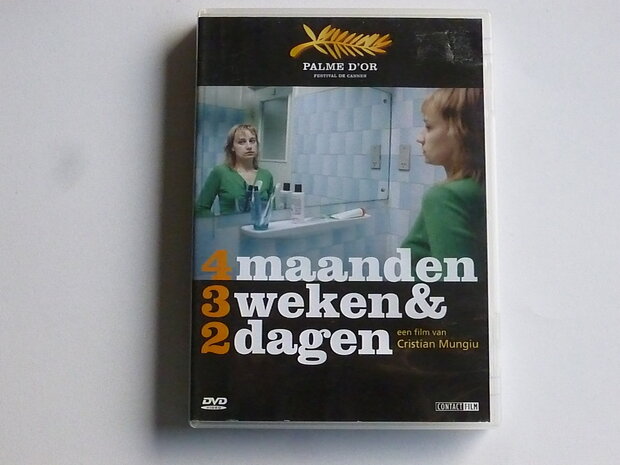 PALME D'OR
FESTIVAL DE CANNES
4 maanden
3 weken &
2 dagen
een film van
Cristian Mungiu
DVD
VIDEO
CONTACT FILM